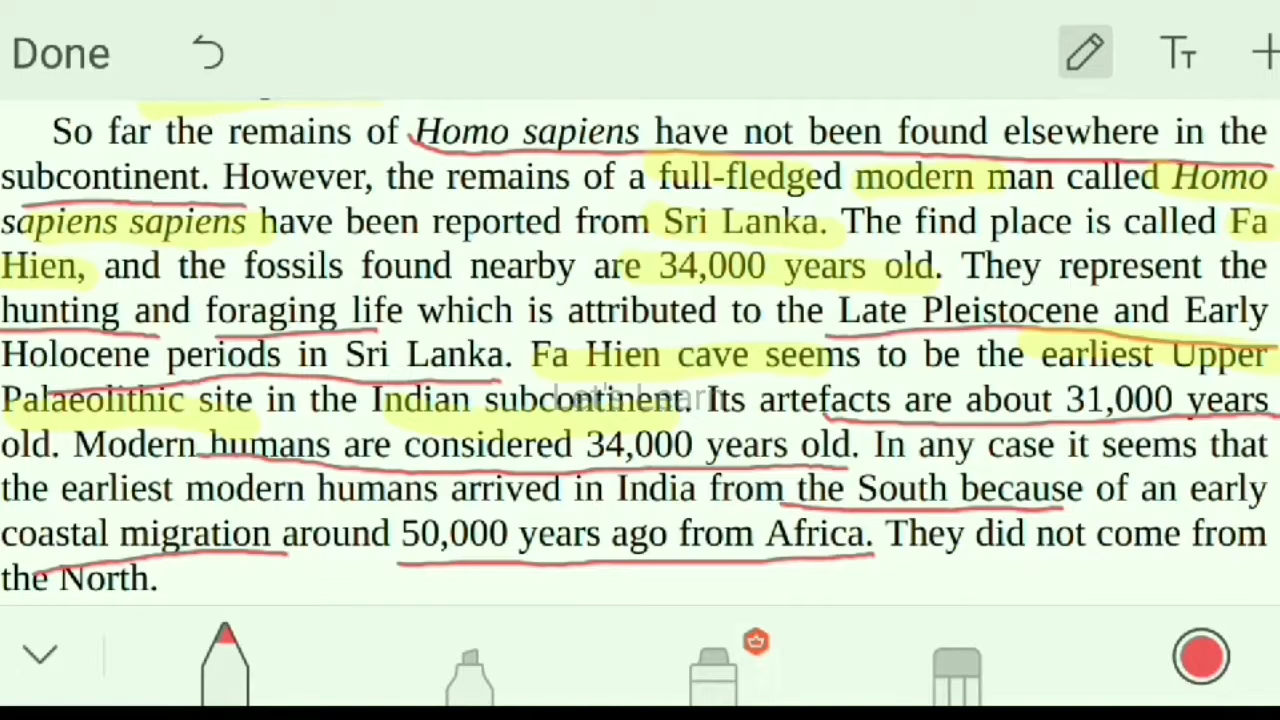 Done
So far the remains of Homo sapiens have not been found elsewhere in the
subcontinent. However, the remains of a full-fledged modern man called Homo
sapiens sapiens have been reported from Sri Lanka. The find place is called Fa
Hien, and the fossils found nearby are 34,000 years old. They represent the
hunting and foraging life which is attributed to the Late Pleistocene and Early
Holocene periods in Sri Lanka. Fa Hien cave seems to be the earliest Upper
Palaeolithic site in the Indian subcontinent. Its artefacts are about 31,000 years
old. Modern humans are considered 34,000 years old. In any case it seems that
the earliest modern humans arrived in India from the South because of an early
coastal migration around 50,000 years ago from Africa. They did not come from
the North.
Let's Learn